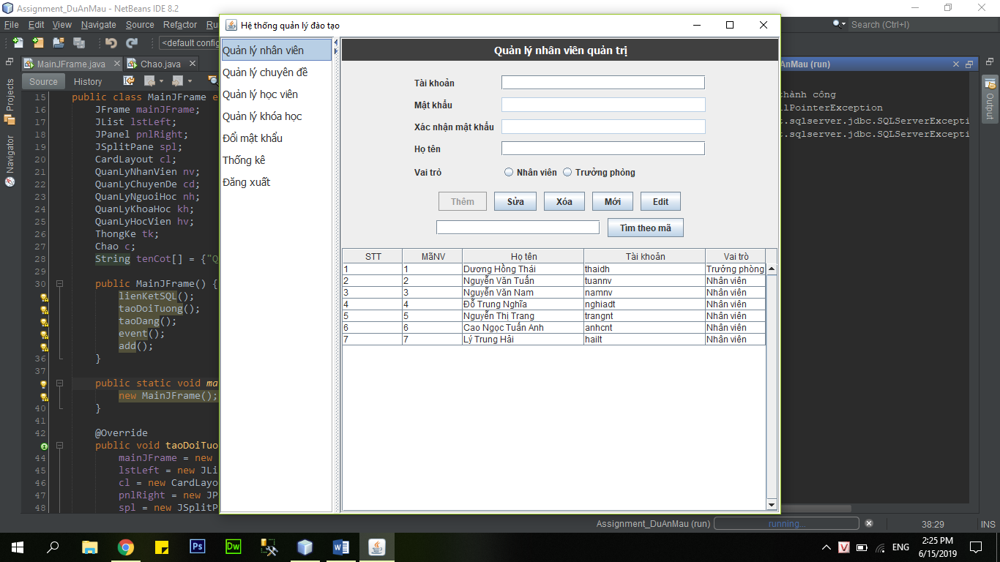 Assignment_DuAnMau - NetBeans IDE 8.2
File Edit View Navigate Source Refactor Ru
Search (Ctrl+I)
<default config
MainJFrame.java Chao.java
Source History
Projects
Navigator
15 public class MainJFrame e
16 JFrame mainJFrame;
17 JList lstLeft;
18 JPanel pnlRight;
19 JSplitPane spl;
20 CardLayout cl;
21 QuanLyNhanVien nv;
22 QuanLyChuyenDe cd;
23 QuanLyNguoiHoc nh;
24 QuanLyKhoaHoc kh;
25 QuanLyHocVien hv;
26 ThongKe tk;
27 Chao c;
28 String tenCot[] = {"Q
29
30 public MainJFrame() {
lienKetSQL();
taoDoiTuong();
taoDang();
event();
add();
36 }
37
public static void ma
new MainJFrame();
40 }
41
42 @Override
public void taoDoiTuo
44 mainJFrame = new
45 lstLeft = new JLi
46 cl = new CardLayo
47 pnlRight = new JP
48 spl = new JSplitP
Hệ thống quản lý đào tạo
Quản lý nhân viên
Quản lý chuyên đề
Quản lý học viên
Quản lý khóa học
Đổi mật khẩu
Thống kê
Đăng xuất
Quản lý nhân viên quản trị
Tài khoản
Mật khẩu
Xác nhận mật khẩu
Họ tên
Vai trò Nhân viên Trưởng phòng
Thêm Sửa Xóa Mới Edit
Tìm theo mã
STT MãNV Họ tên Tài khoản Vai trò
1 1 Dương Hồng Thái thaidh Trưởng phòng
2 2 Nguyễn Văn Tuấn tuannv Nhân viên
3 3 Nguyễn Văn Nam namnv Nhân viên
4 4 Đỗ Trung Nghĩa nghiadt Nhân viên
5 5 Nguyễn Thị Trang trangnt Nhân viên
6 6 Cao Ngọc Tuấn Anh anhcnt Nhân viên
7 7 Lý Trung Hải hailt Nhân viên
AnMau (run)
thành công
llPointerException
t.sqlserver.jdbc.SQLServerExcepti
t.sqlserver.jdbc.SQLServerExcepti
Output
Assignment_DuAnMau (run) running... 38:29 INS
Ps Dw W V ENG 2:25 PM
6/15/2019